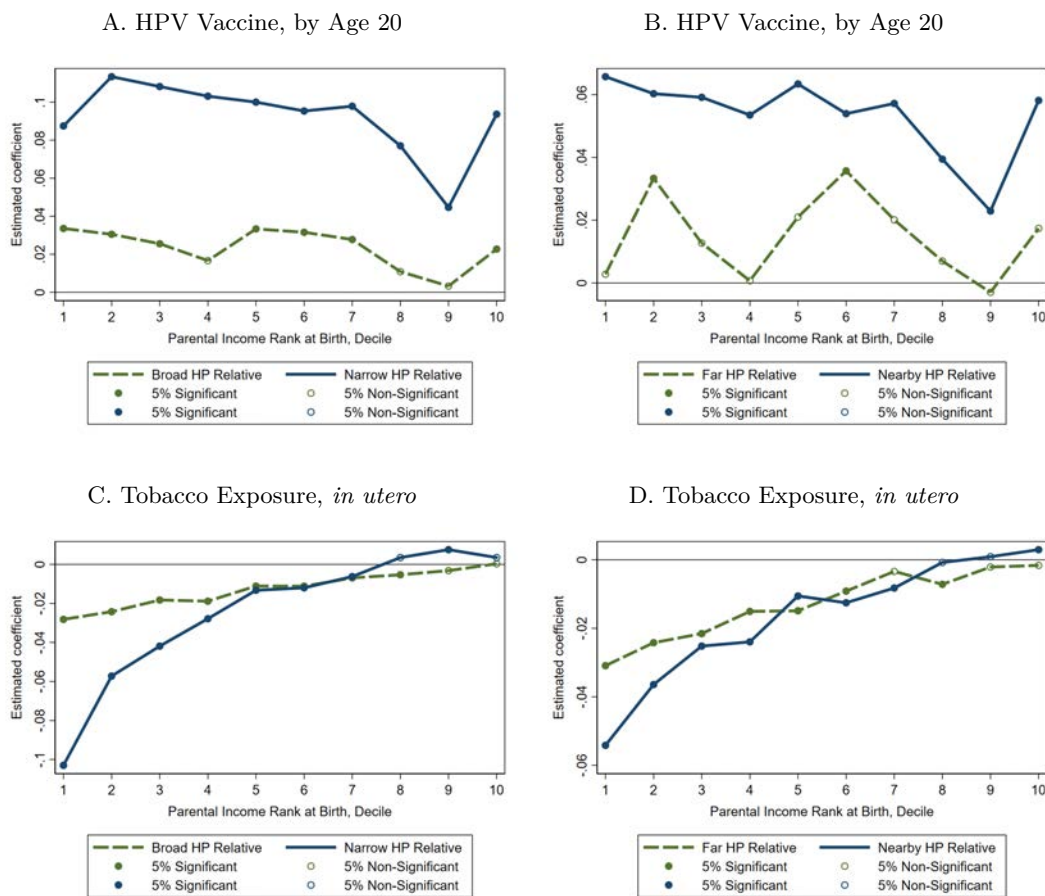 A. HPV Vaccine, by Age 20
Estimated coefficient
0 .02 .04 .06 .08 .1
1 2 3 4 5 6 7 8 9 10
Parental Income Rank at Birth, Decile
Broad HP Relative Narrow HP Relative
5% Significant 5% Non-Significant
5% Significant 5% Non-Significant
B. HPV Vaccine, by Age 20
Estimated coefficient
0 .02 .04 .06
1 2 3 4 5 6 7 8 9 10
Parental Income Rank at Birth, Decile
Far HP Relative Nearby HP Relative
5% Significant 5% Non-Significant
5% Significant 5% Non-Significant
C. Tobacco Exposure, in utero
Estimated coefficient
-.1 -.08 -.06 -.04 -.02 0
1 2 3 4 5 6 7 8 9 10
Parental Income Rank at Birth, Decile
Broad HP Relative Narrow HP Relative
5% Significant 5% Non-Significant
5% Significant 5% Non-Significant
D. Tobacco Exposure, in utero
Estimated coefficient
-.06 -.04 -.02 0
1 2 3 4 5 6 7 8 9 10
Parental Income Rank at Birth, Decile
Far HP Relative Nearby HP Relative
5% Significant 5% Non-Significant
5% Significant 5% Non-Significant